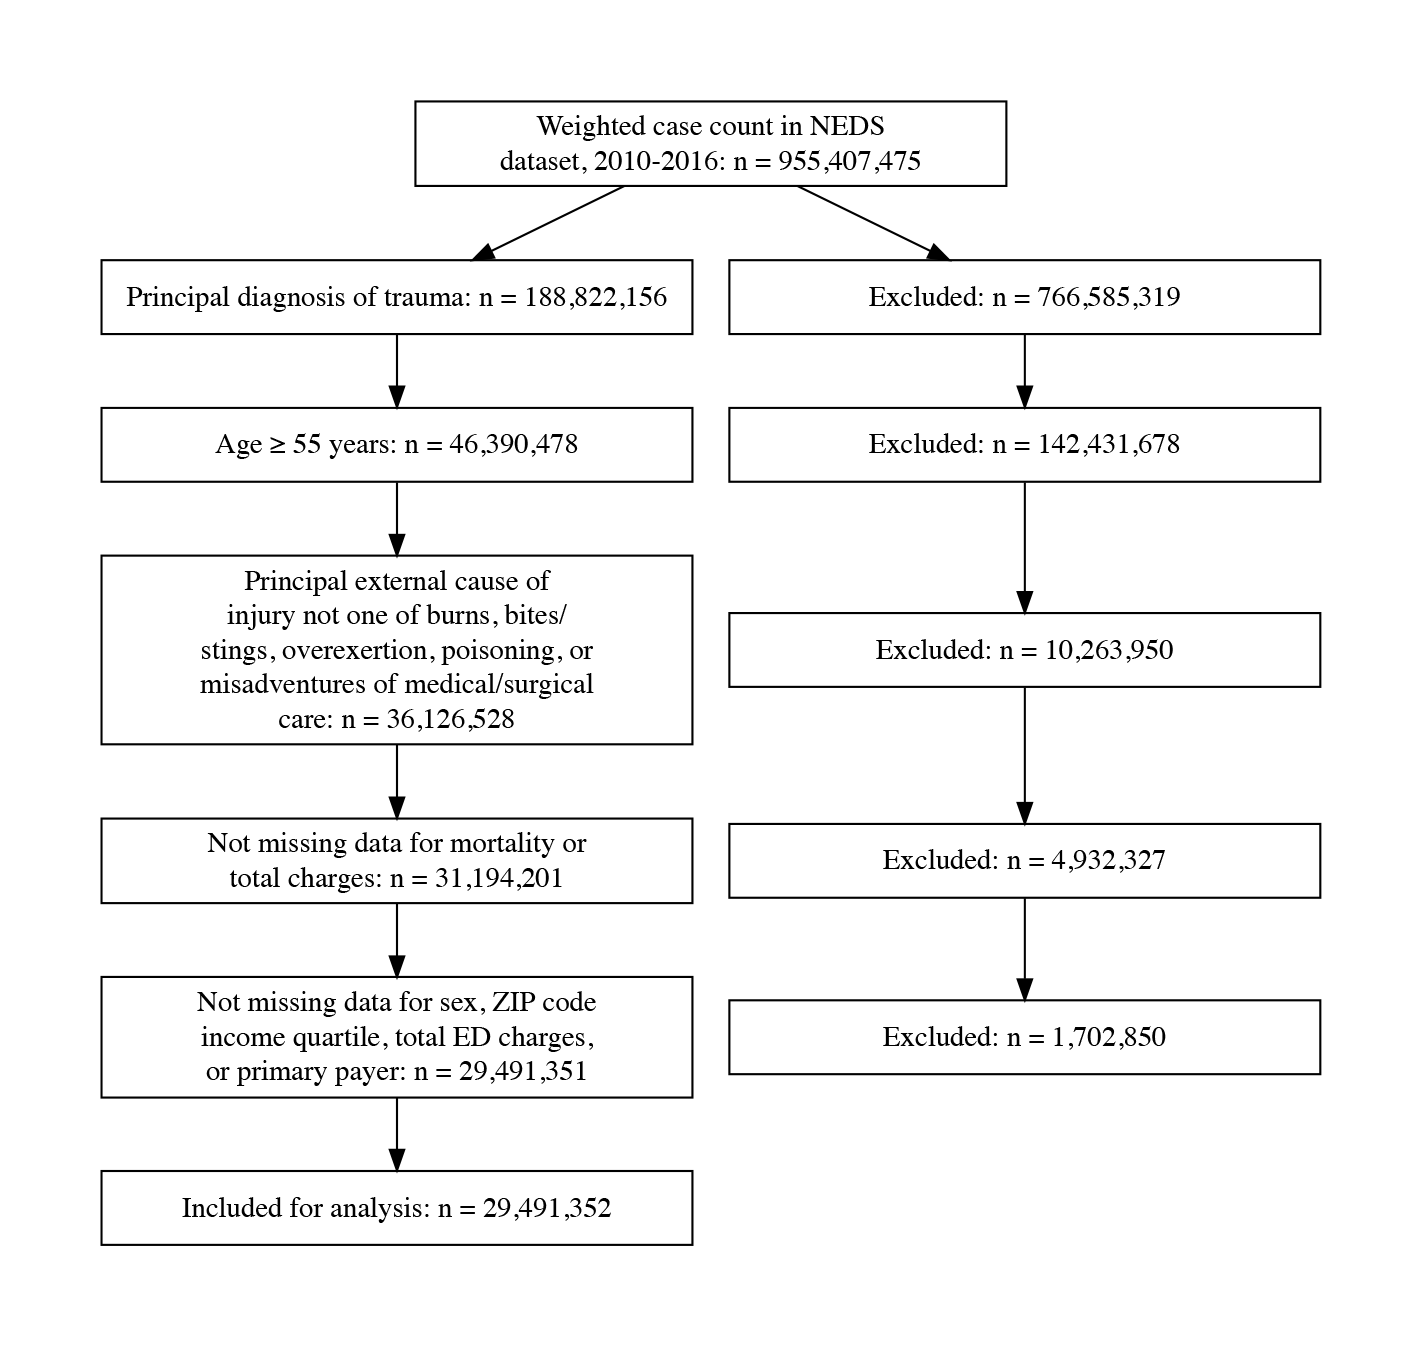 Weighted case count in NEDS
dataset, 2010-2016: n = 955,407,475
Principal diagnosis of trauma: n = 188,822,156
Excluded: n = 766,585,319
Age ≥ 55 years: n = 46,390,478
Excluded: n = 142,431,678
Principal external cause of
injury not one of burns, bites/
stings, overexertion, poisoning, or
misadventures of medical/surgical
care: n = 36,126,528
Excluded: n = 10,263,950
Not missing data for mortality or
total charges: n = 31,194,201
Excluded: n = 4,932,327
Not missing data for sex, ZIP code
income quartile, total ED charges,
or primary payer: n = 29,491,351
Excluded: n = 1,702,850
Included for analysis: n = 29,491,352